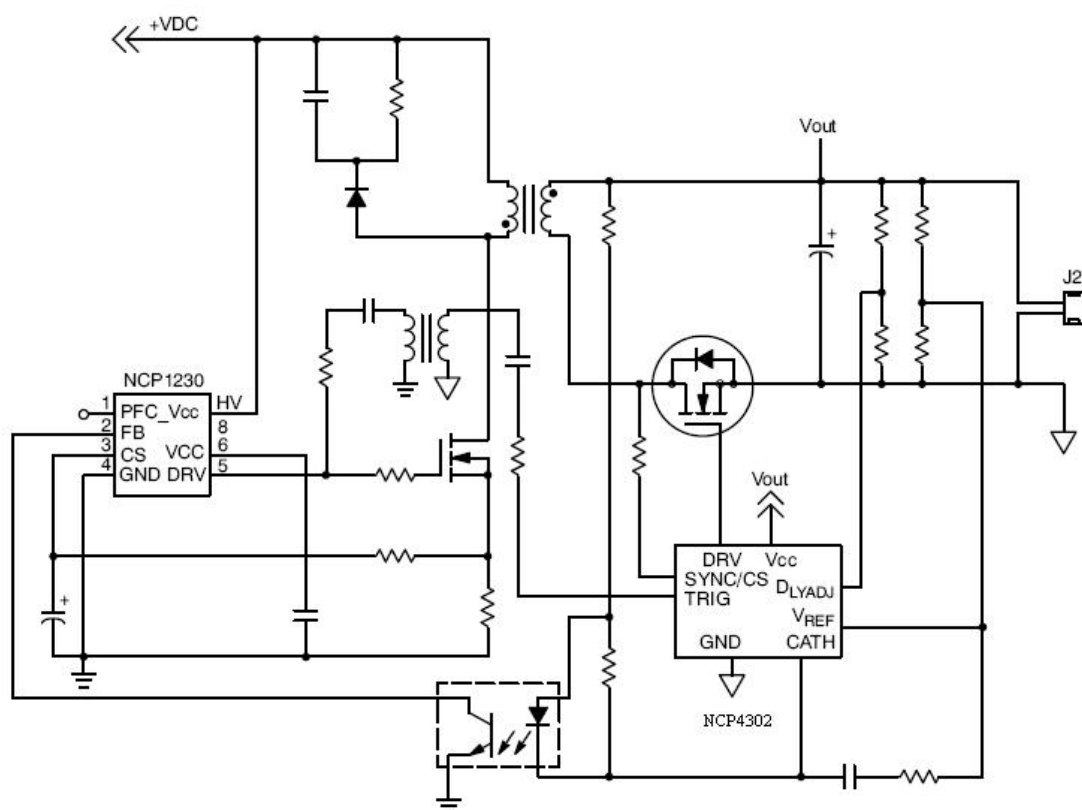 +VDC
Vout
J2
NCP1230
1 PFC_Vcc HV
2 FB 8
3 CS VCC 6
4 GND DRV 5
Vout
DRV Vcc
SYNC/CS
DLYADJ
TRIG
VREF
GND CATH
NCP4302
+
+